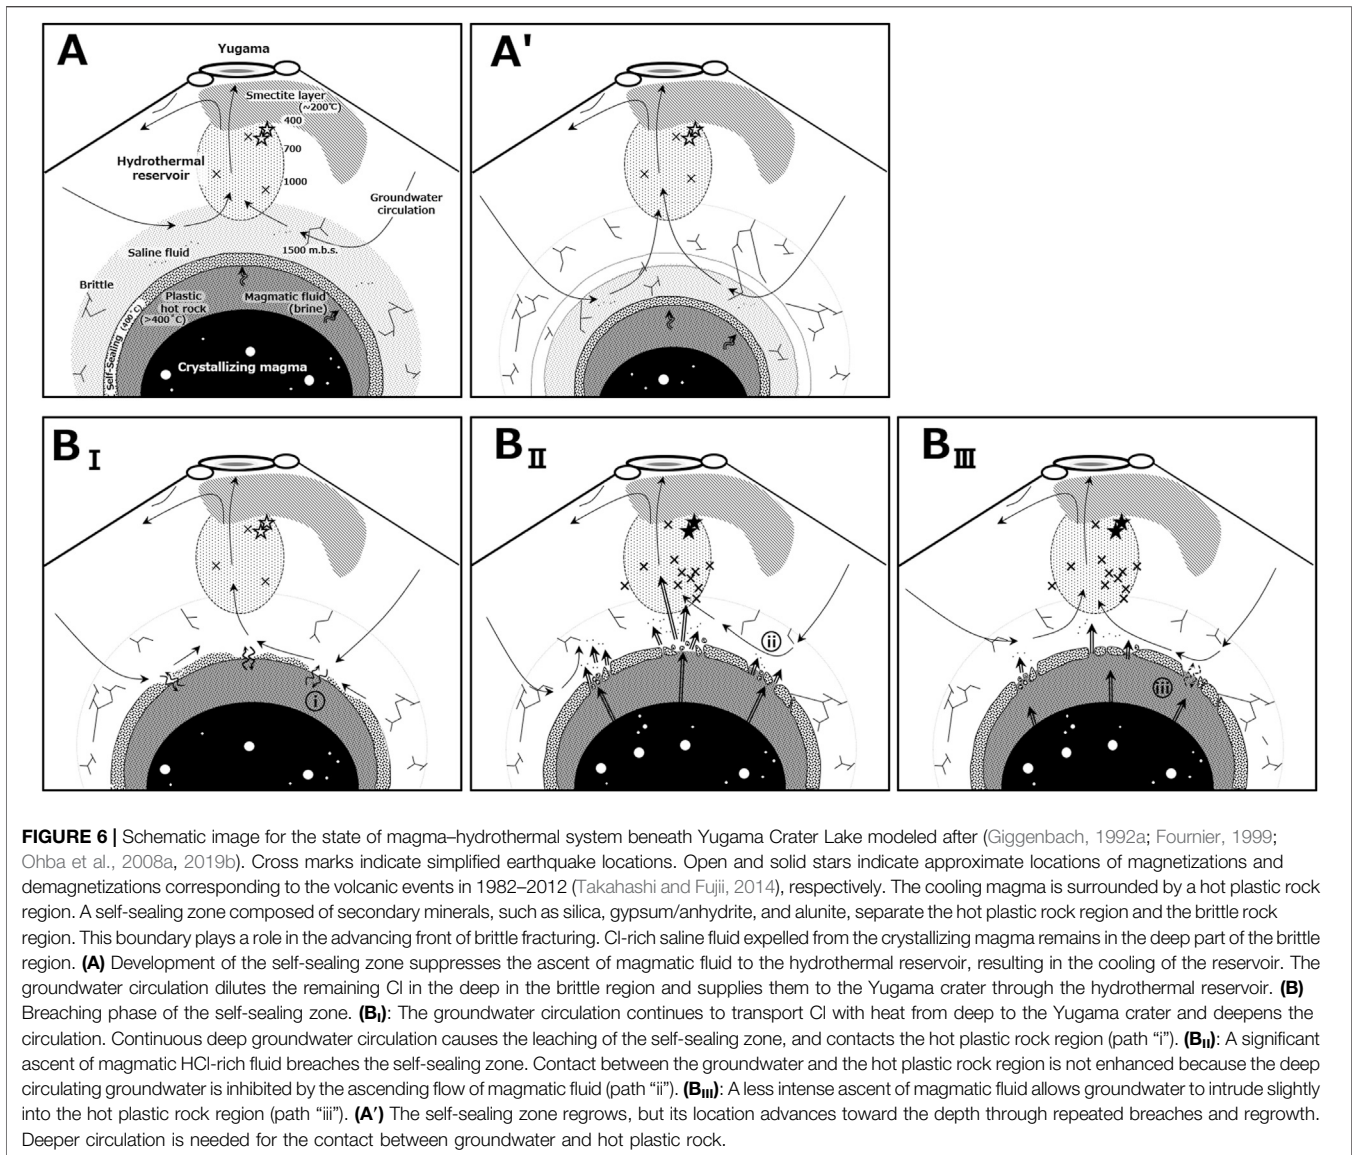 A
Yugama
Smectite layer
(~200℃)
400
700
1000
Hydrothermal
reservoir
Groundwater
circulation
1500 m.b.s.
Saline fluid
Brittle
Self-Sealing (400℃)
Plastic
hot rock
(>400℃)
Magmatic fluid
(brine)
Crystallizing magma
A'
B I
i
B II
ii
B III
iii
FIGURE 6 | Schematic image for the state of magma–hydrothermal system beneath Yugama Crater Lake modeled after (Giggenbach, 1992a; Fournier, 1999;
Ohba et al., 2008a, 2019b). Cross marks indicate simplified earthquake locations. Open and solid stars indicate approximate locations of magnetizations and
demagnetizations corresponding to the volcanic events in 1982–2012 (Takahashi and Fujii, 2014), respectively. The cooling magma is surrounded by a hot plastic rock
region. A self-sealing zone composed of secondary minerals, such as silica, gypsum/anhydrite, and alunite, separate the hot plastic rock region and the brittle rock
region. This boundary plays a role in the advancing front of brittle fracturing. Cl-rich saline fluid expelled from the crystallizing magma remains in the deep part of the brittle
region. (A) Development of the self-sealing zone suppresses the ascent of magmatic fluid to the hydrothermal reservoir, resulting in the cooling of the reservoir. The
groundwater circulation dilutes the remaining Cl in the deep in the brittle region and supplies them to the Yugama crater through the hydrothermal reservoir. (B)
Breaching phase of the self-sealing zone. (BI): The groundwater circulation continues to transport Cl with heat from deep to the Yugama crater and deepens the
circulation. Continuous deep groundwater circulation causes the leaching of the self-sealing zone, and contacts the hot plastic rock region (path “i”). (BII): A significant
ascent of magmatic HCl-rich fluid breaches the self-sealing zone. Contact between the groundwater and the hot plastic rock region is not enhanced because the deep
circulating groundwater is inhibited by the ascending flow of magmatic fluid (path “ii”). (BIII): A less intense ascent of magmatic fluid allows groundwater to intrude slightly
into the hot plastic rock region (path “iii”). (A′) The self-sealing zone regrows, but its location advances toward the depth through repeated breaches and regrowth.
Deeper circulation is needed for the contact between groundwater and hot plastic rock.